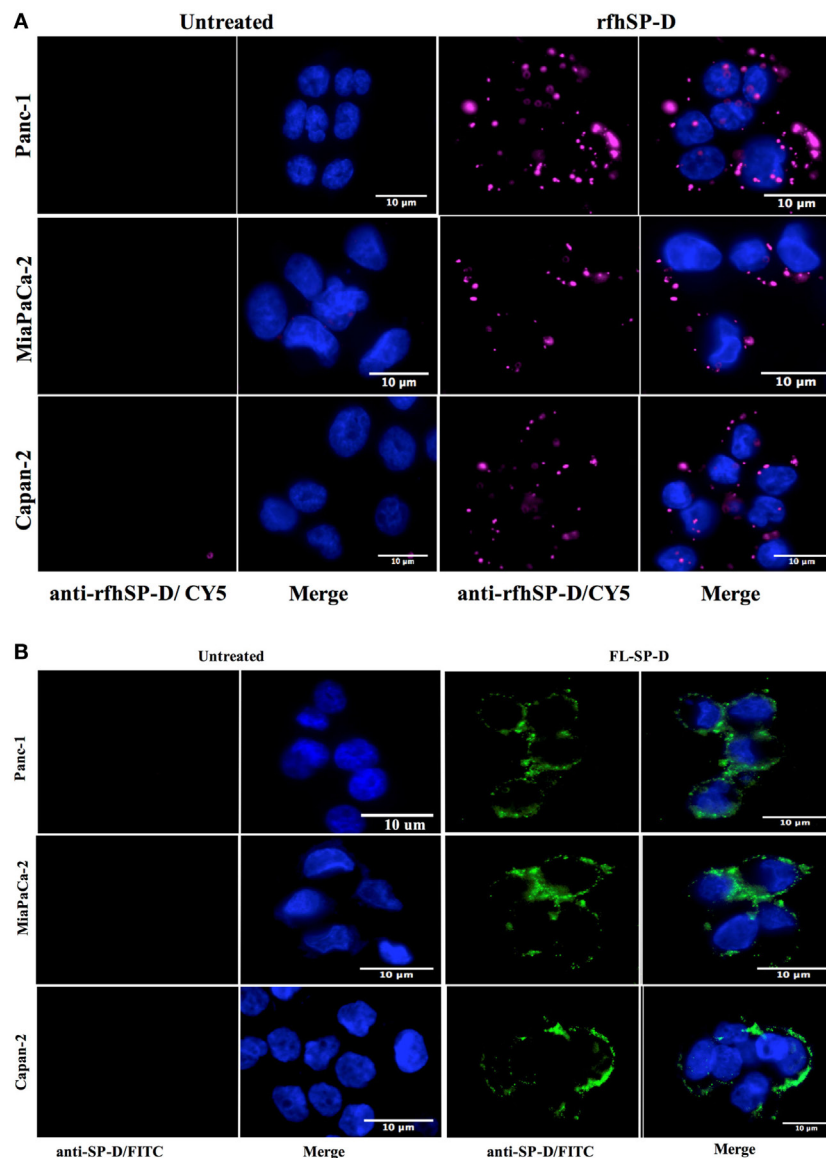 A
Untreated
rfhSP-D
Panc-1
10 µm
10 µm
MiaPaCa-2
10 µm
10 µm
Capan-2
10 µm
10 µm
anti-rfhSP-D/ CY5
Merge
anti-rfhSP-D/CY5
Merge
B
Untreated
FL-SP-D
Panc-1
10 um
10 µm
MiaPaCa-2
10 µm
10 µm
Capan-2
10 µm
10 µm
anti-SP-D/FITC
Merge
anti-SP-D/FITC
Merge